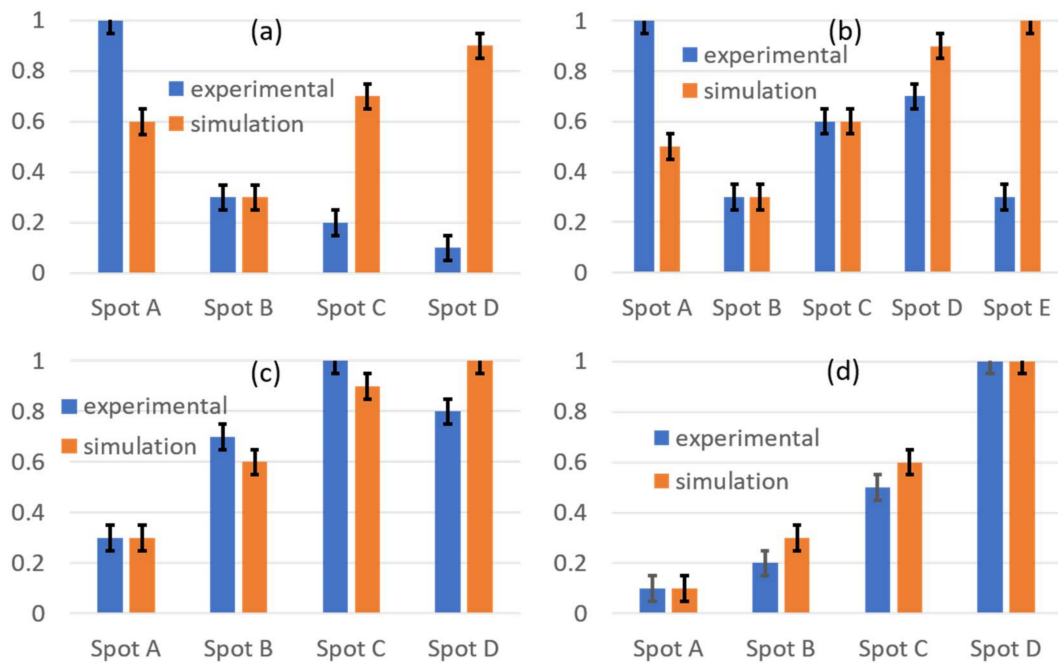 (a)
1
0.8
0.6
0.4
0.2
0
experimental
simulation
Spot A Spot B Spot C Spot D
(b)
1
0.8
0.6
0.4
0.2
0
experimental
simulation
Spot A Spot B Spot C Spot D Spot E
(c)
1
0.8
0.6
0.4
0.2
0
experimental
simulation
Spot A Spot B Spot C Spot D
(d)
1
0.8
0.6
0.4
0.2
0
experimental
simulation
Spot A Spot B Spot C Spot D